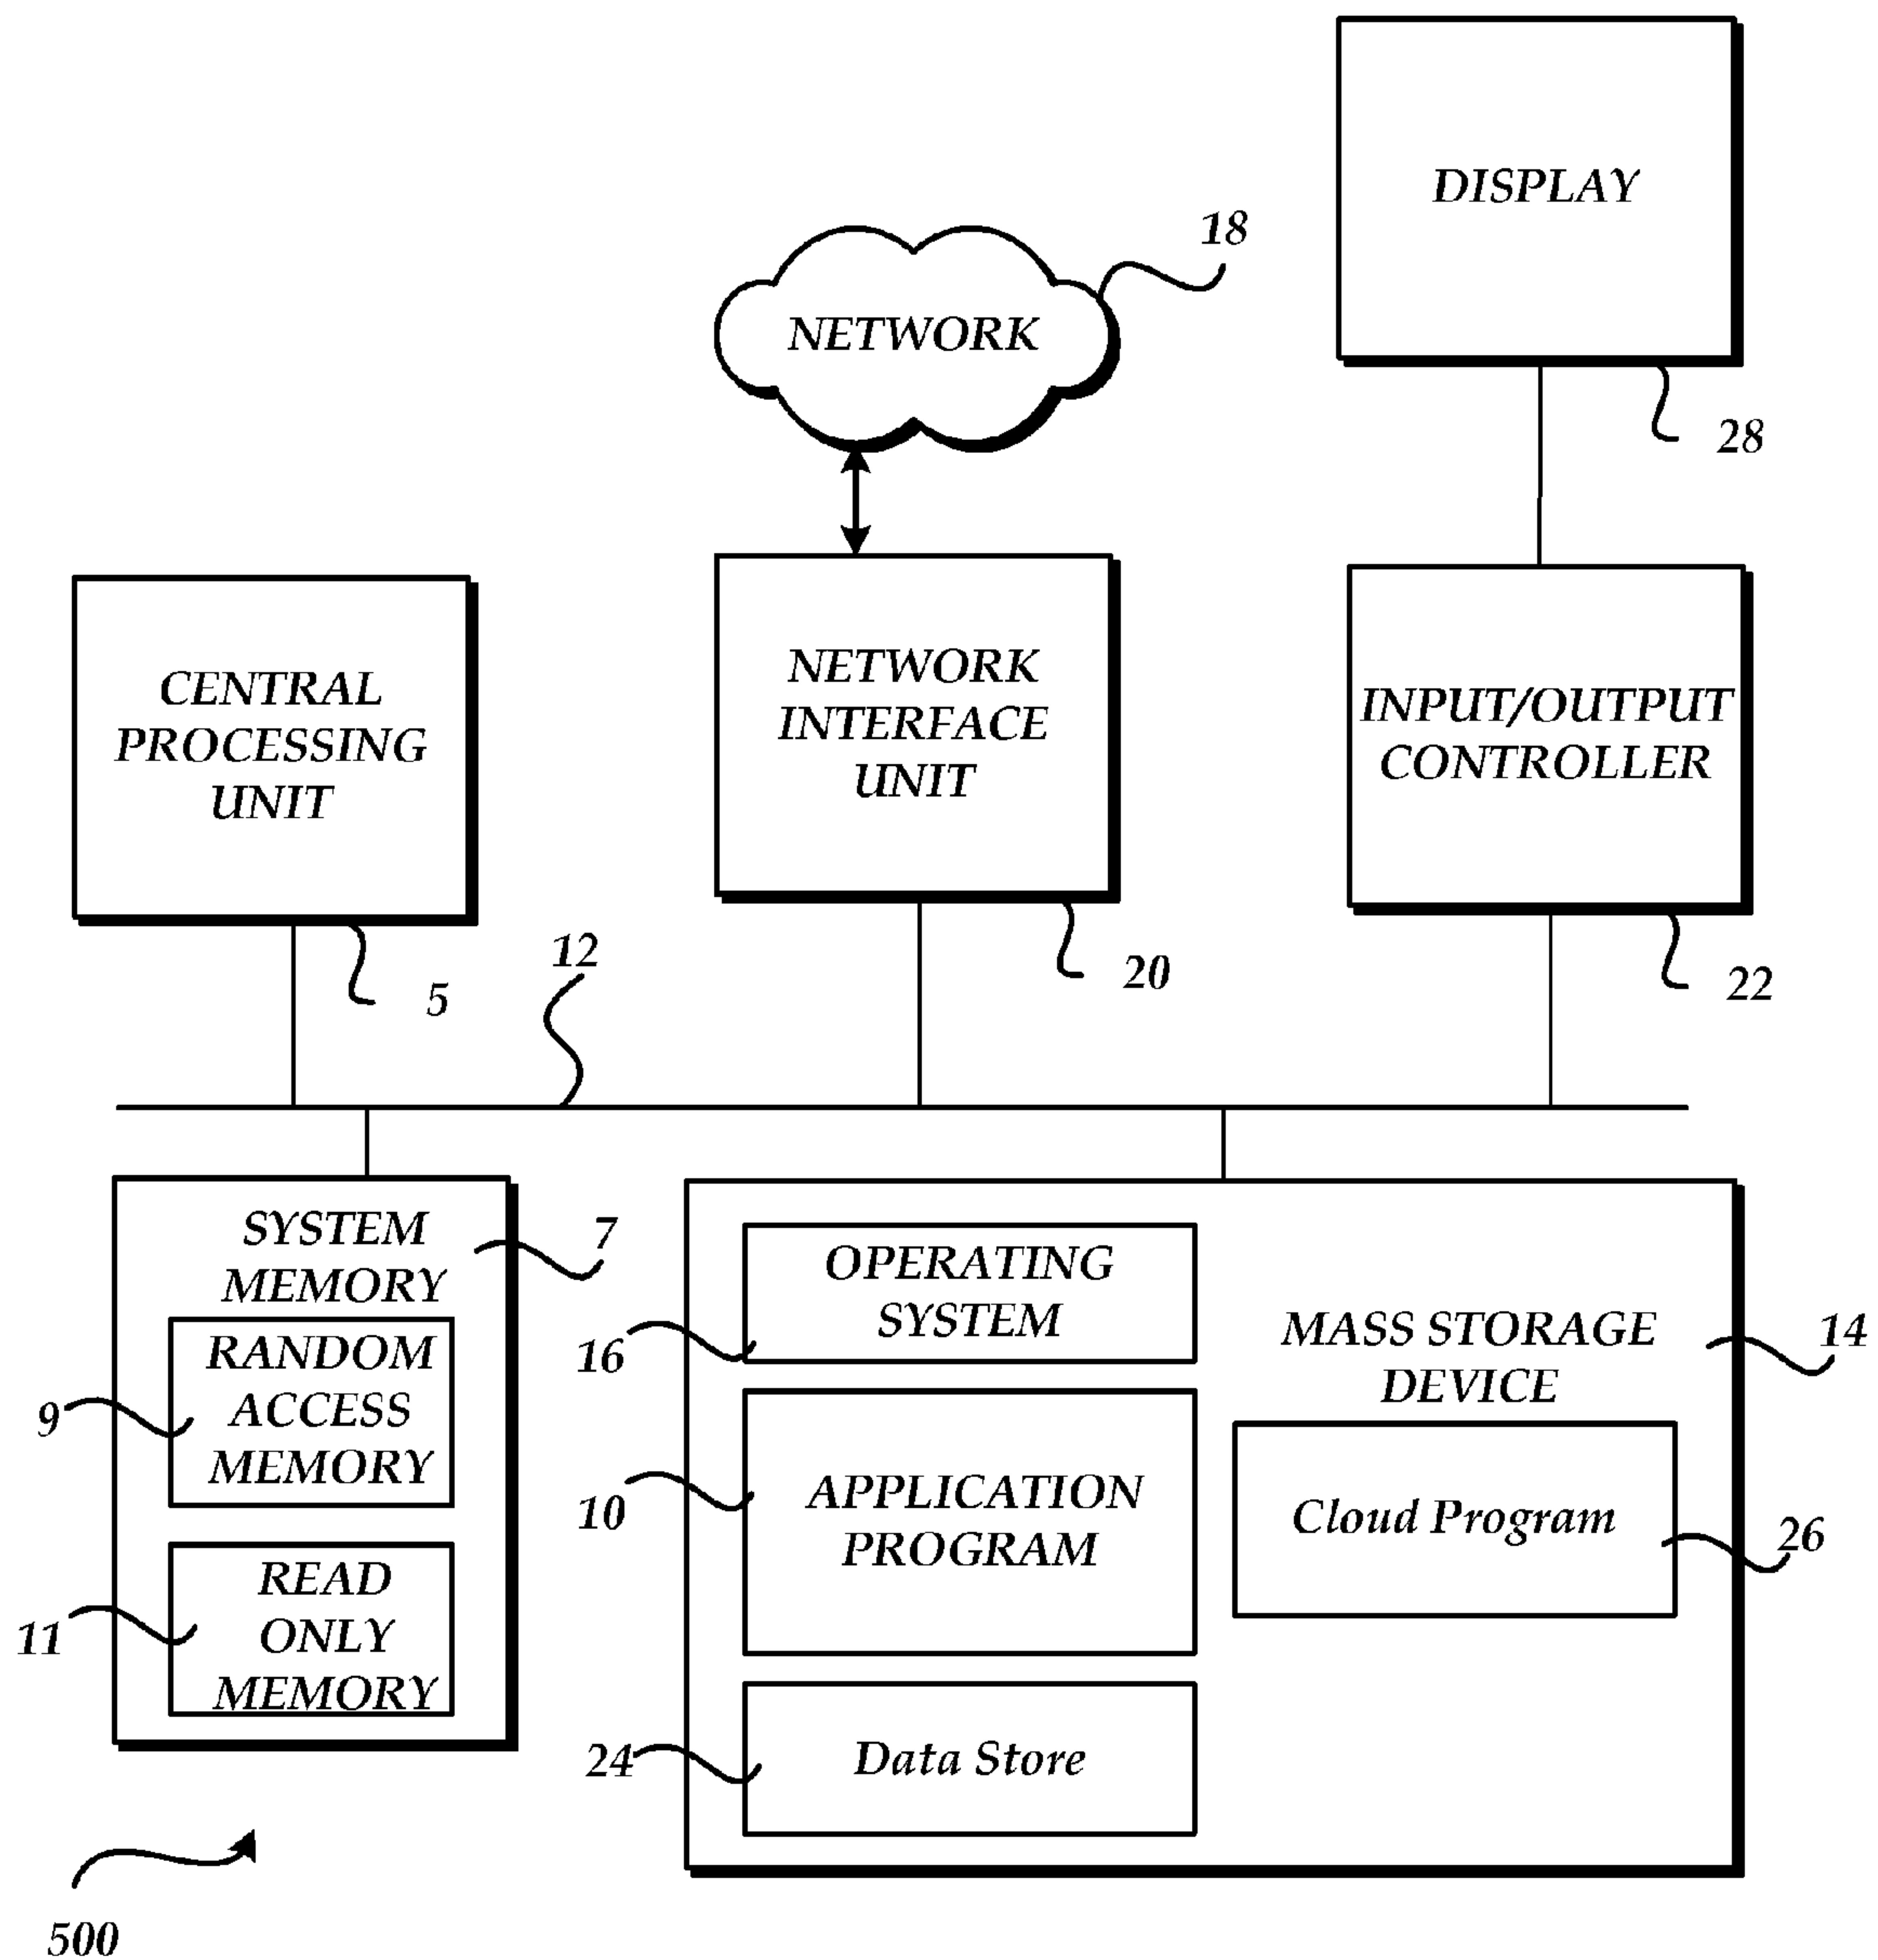 DISPLAY
28
18
NETWORK
CENTRAL
PROCESSING
UNIT
5
NETWORK
INTERFACE
UNIT
20
INPUT/OUTPUT
CONTROLLER
22
12
SYSTEM
MEMORY
7
RANDOM
ACCESS
MEMORY
9
READ
ONLY
MEMORY
11
OPERATING
SYSTEM
16
MASS STORAGE
DEVICE
14
APPLICATION
PROGRAM
10
Cloud Program
26
Data Store
24
500